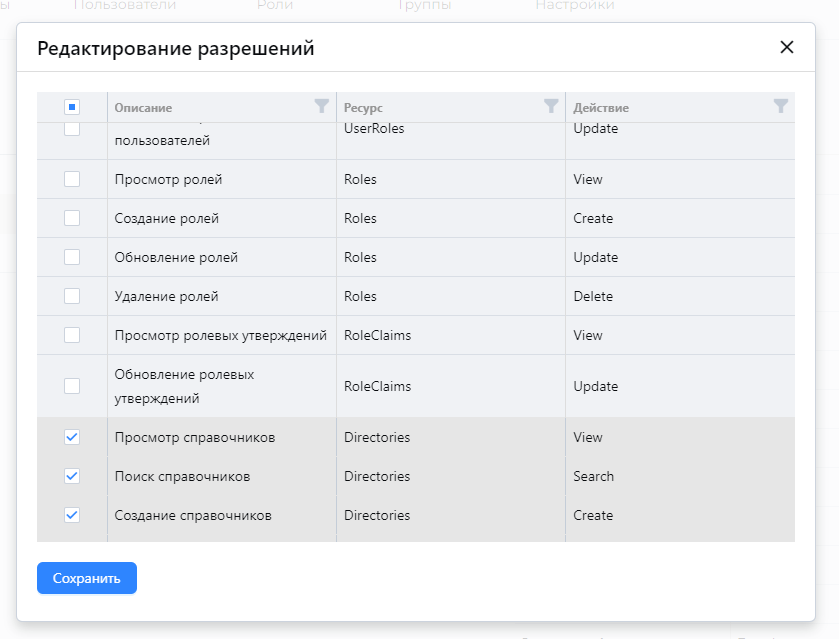 Пользователи Роли Группы Настройки
Редактирование разрешений
Описание Ресурс Действие
пользователей UserRoles Update
Просмотр ролей Roles View
Создание ролей Roles Create
Обновление ролей Roles Update
Удаление ролей Roles Delete
Просмотр ролевых утверждений RoleClaims View
Обновление ролевых
утверждений RoleClaims Update
Просмотр справочников Directories View
Поиск справочников Directories Search
Создание справочников Directories Create
Сохранить